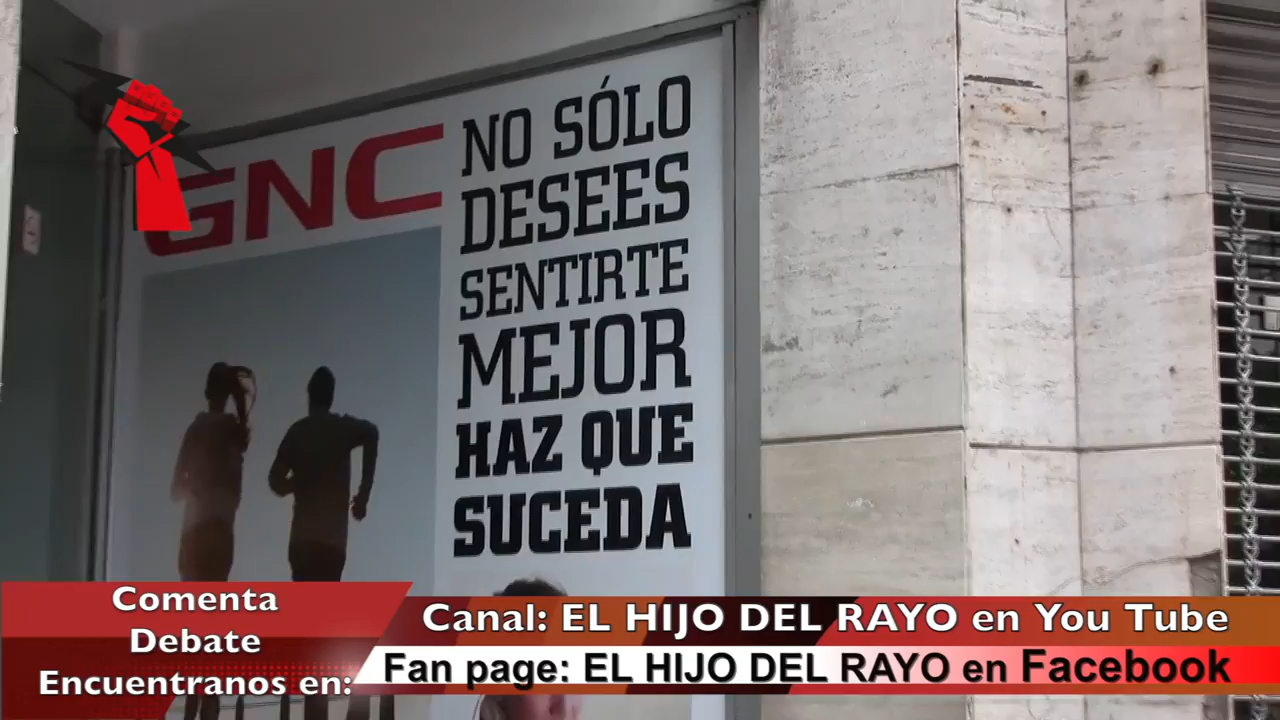 GNC
NO SÓLO
DESEES
SENTIRTE
MEJOR
HAZ QUE
SUCEDA
Comenta
Debate
Encuentranos en:
Canal: EL HIJO DEL RAYO en You Tube
Fan page: EL HIJO DEL RAYO en Facebook